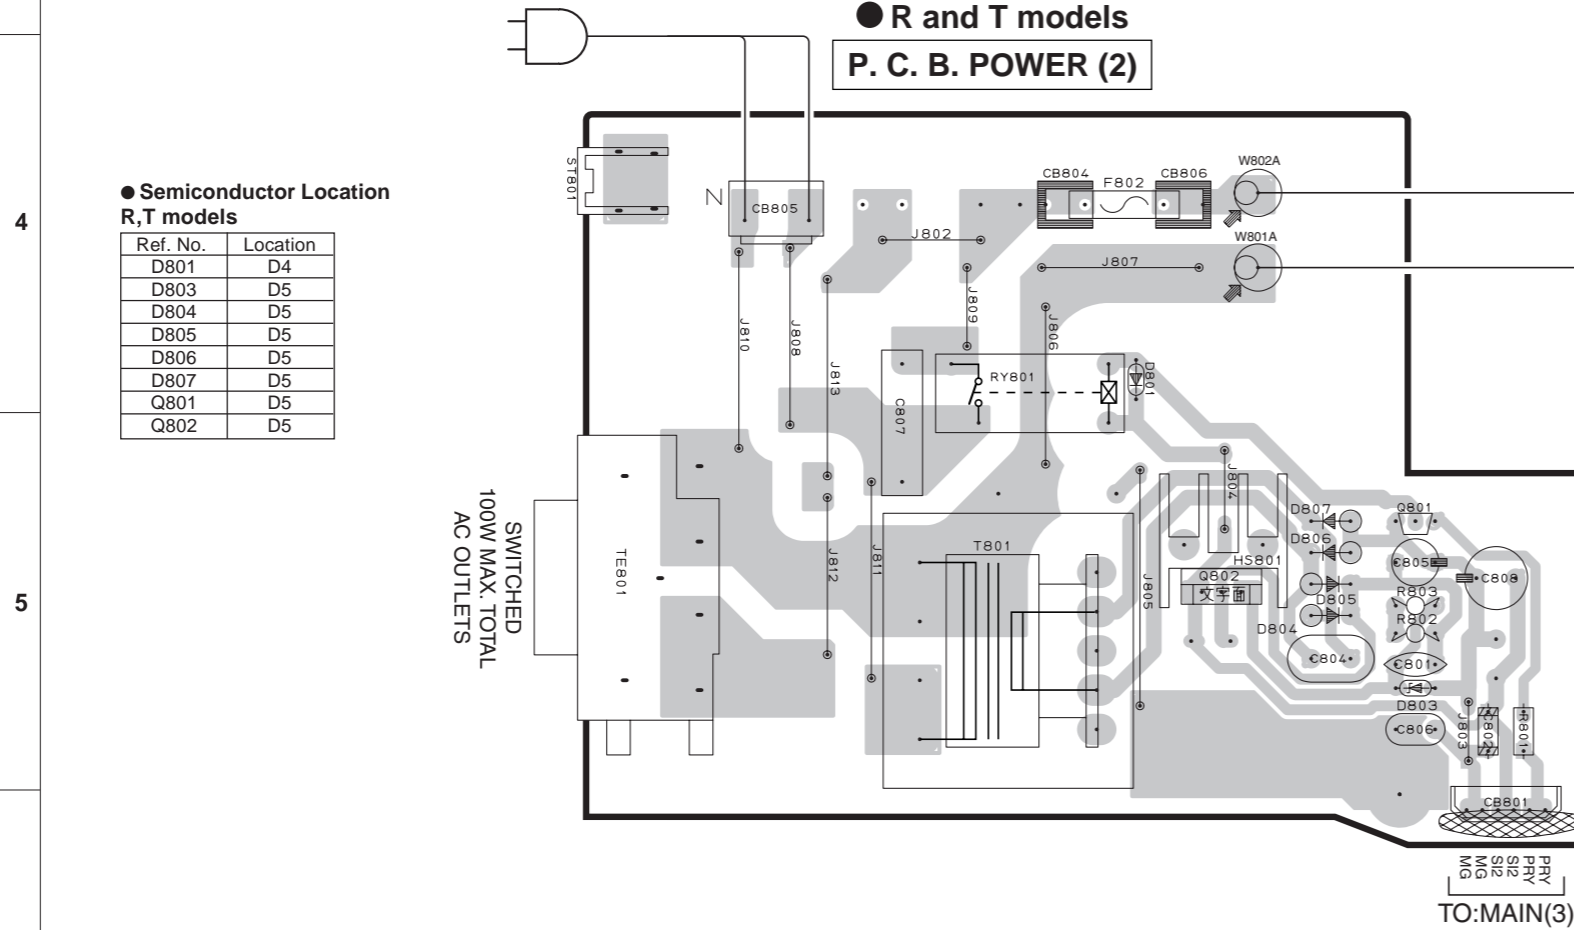 ● R and T models
P. C. B. POWER (2)
● Semiconductor Location
R,T models
Ref. No. Location
D801 D4
D803 D5
D804 D5
D805 D5
D806 D5
D807 D5
Q801 D5
Q802 D5
4
5
ST801
N
CB805
CB804
F802
CB806
W802A
W801A
J802
J807
J809
J806
J810
J808
J813
C807
RY801
D801
J804
D807
Q801
D806
C805
C808
HS801
Q802
文字面
D805
R803
R802
D804
C804
C801
D803
C806
J803
C802
R801
CB801
J805
T801
J811
J812
TE801
SWITCHED
100W MAX. TOTAL
AC OUTLETS
MG
MG
SI2
SI2
PRY
PRY
TO:MAIN(3)